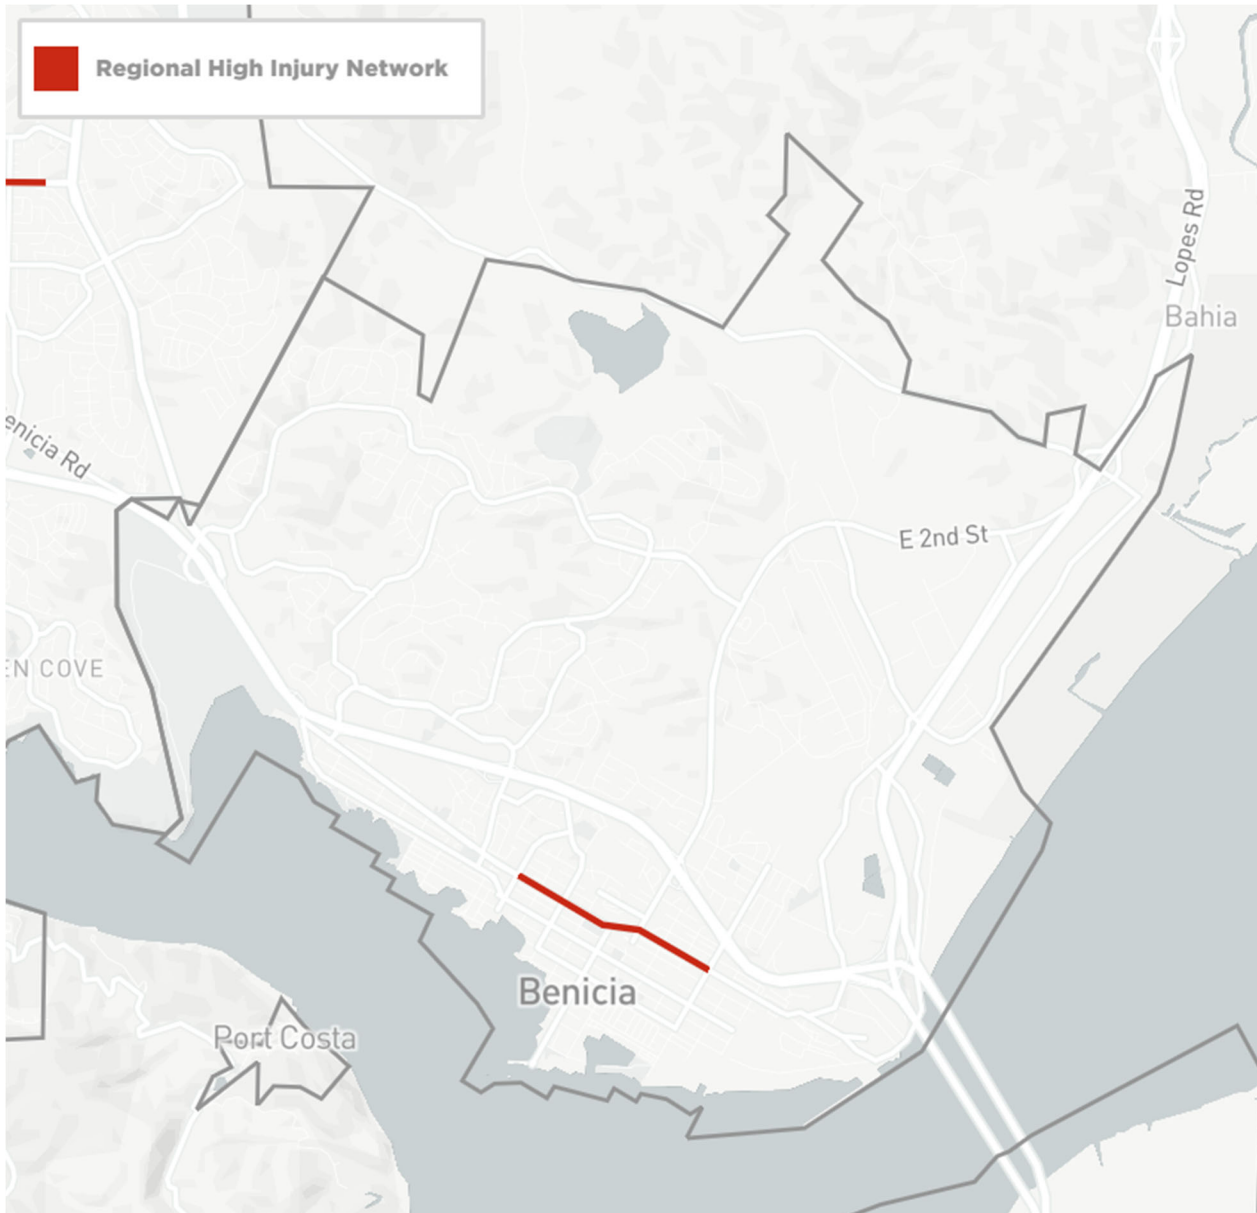 Regional High Injury Network
Lopes Rd
Bahia
enicia Rd
E 2nd St
EN COVE
Benicia
Port Costa